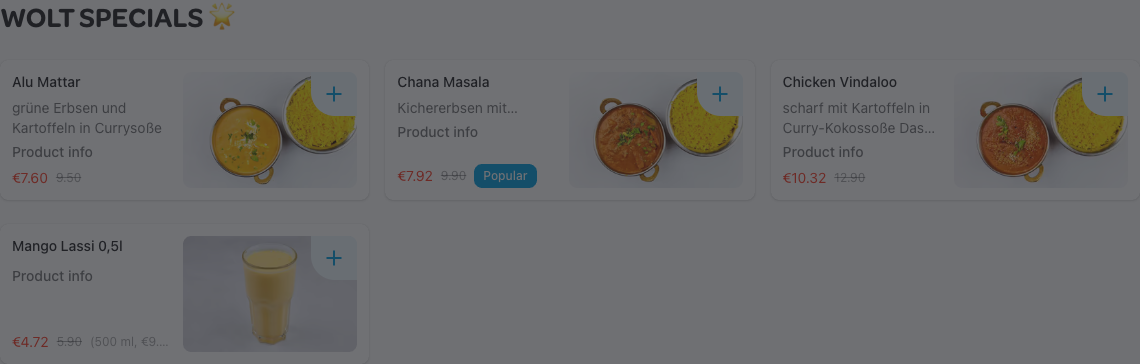 WOLT SPECIALS 🌟
Alu Mattar
grüne Erbsen und
Kartoffeln in Currysoße
Product info
€7.60 9.50
Chana Masala
Kichererbsen mit...
Product info
€7.92 9.90 Popular
Chicken Vindaloo
scharf mit Kartoffeln in
Curry-Kokossoße Das...
Product info
€10.32 12.90
Mango Lassi 0,5l
Product info
€4.72 5.90 (500 ml, €9....